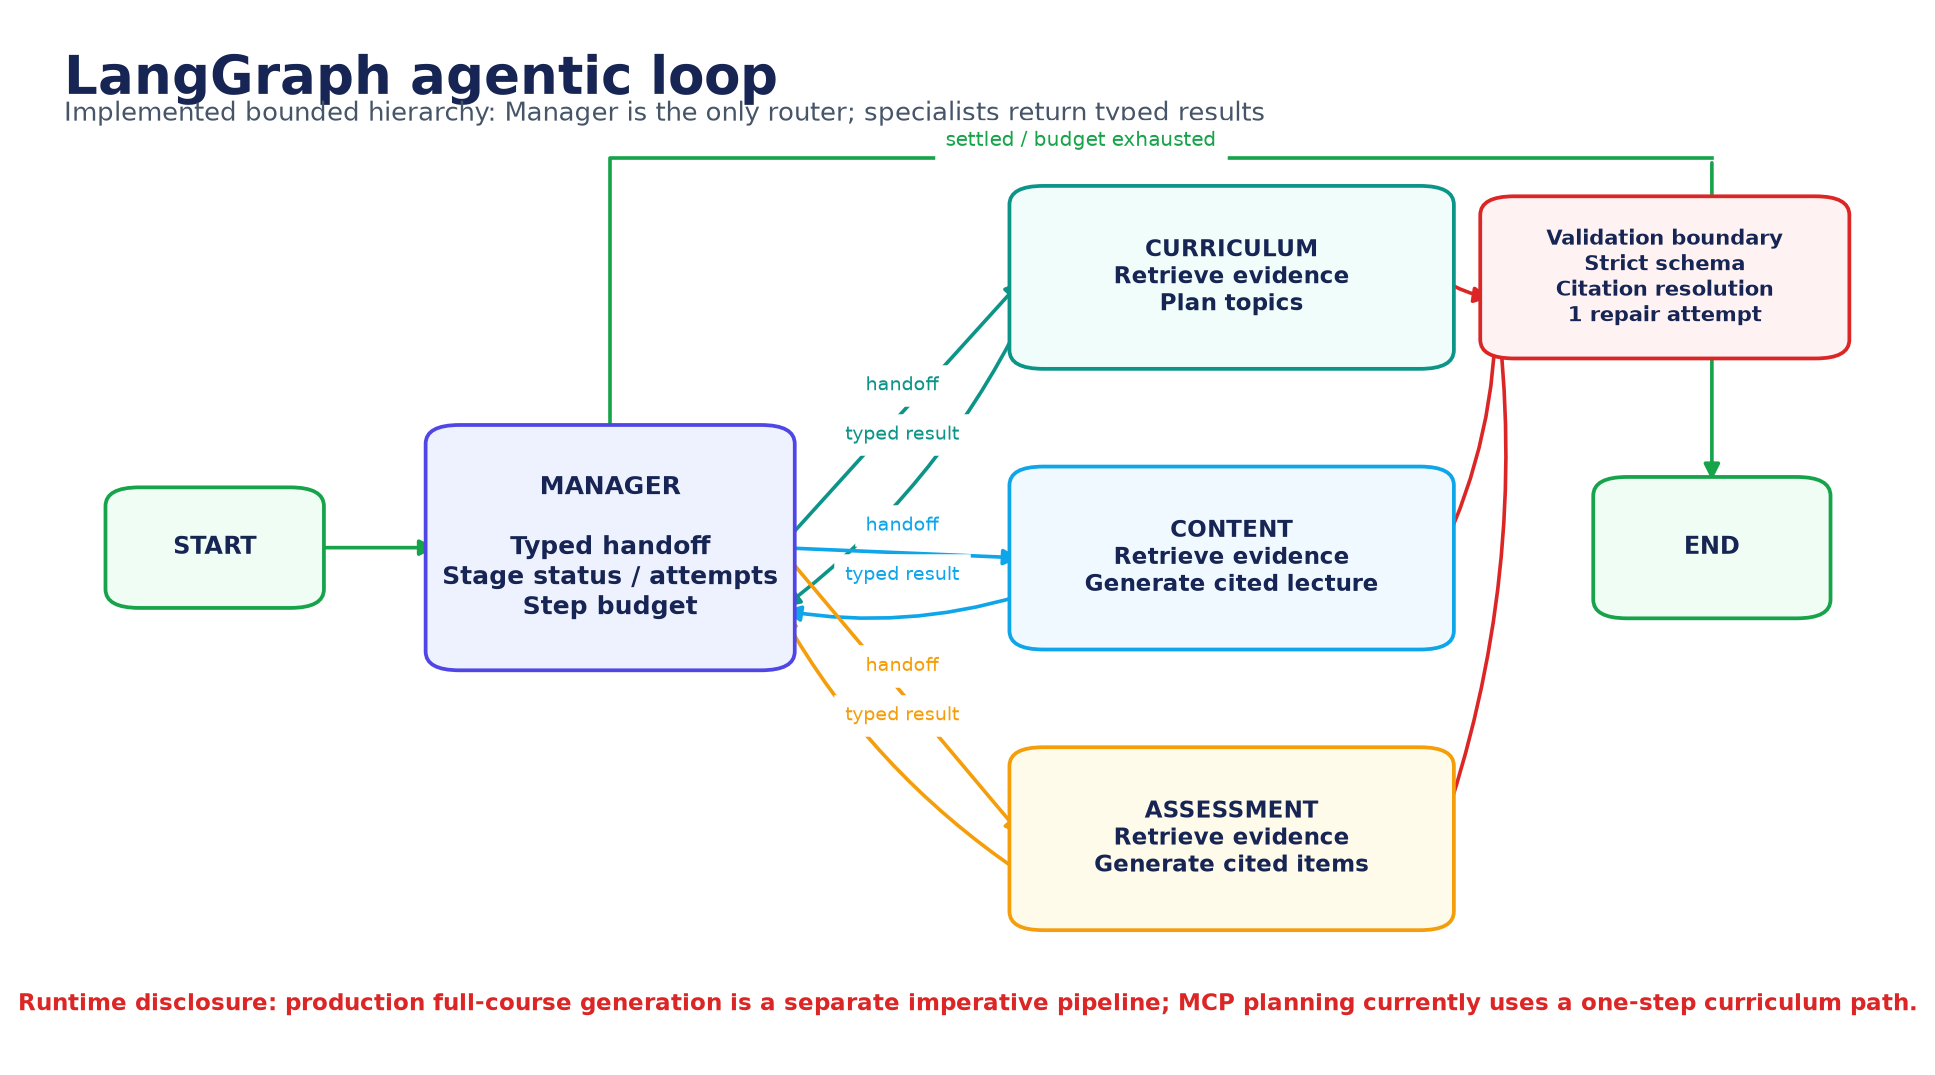 LangGraph agentic loop
Implemented bounded hierarchy: Manager is the only router; specialists return typed results
settled / budget exhausted
CURRICULUM
Retrieve evidence
Plan topics
Validation boundary
Strict schema
Citation resolution
1 repair attempt
handoff
typed result
START
MANAGER
Typed handoff
Stage status / attempts
Step budget
handoff
typed result
CONTENT
Retrieve evidence
Generate cited lecture
END
handoff
typed result
ASSESSMENT
Retrieve evidence
Generate cited items
Runtime disclosure: production full-course generation is a separate imperative pipeline; MCP planning currently uses a one-step curriculum path.